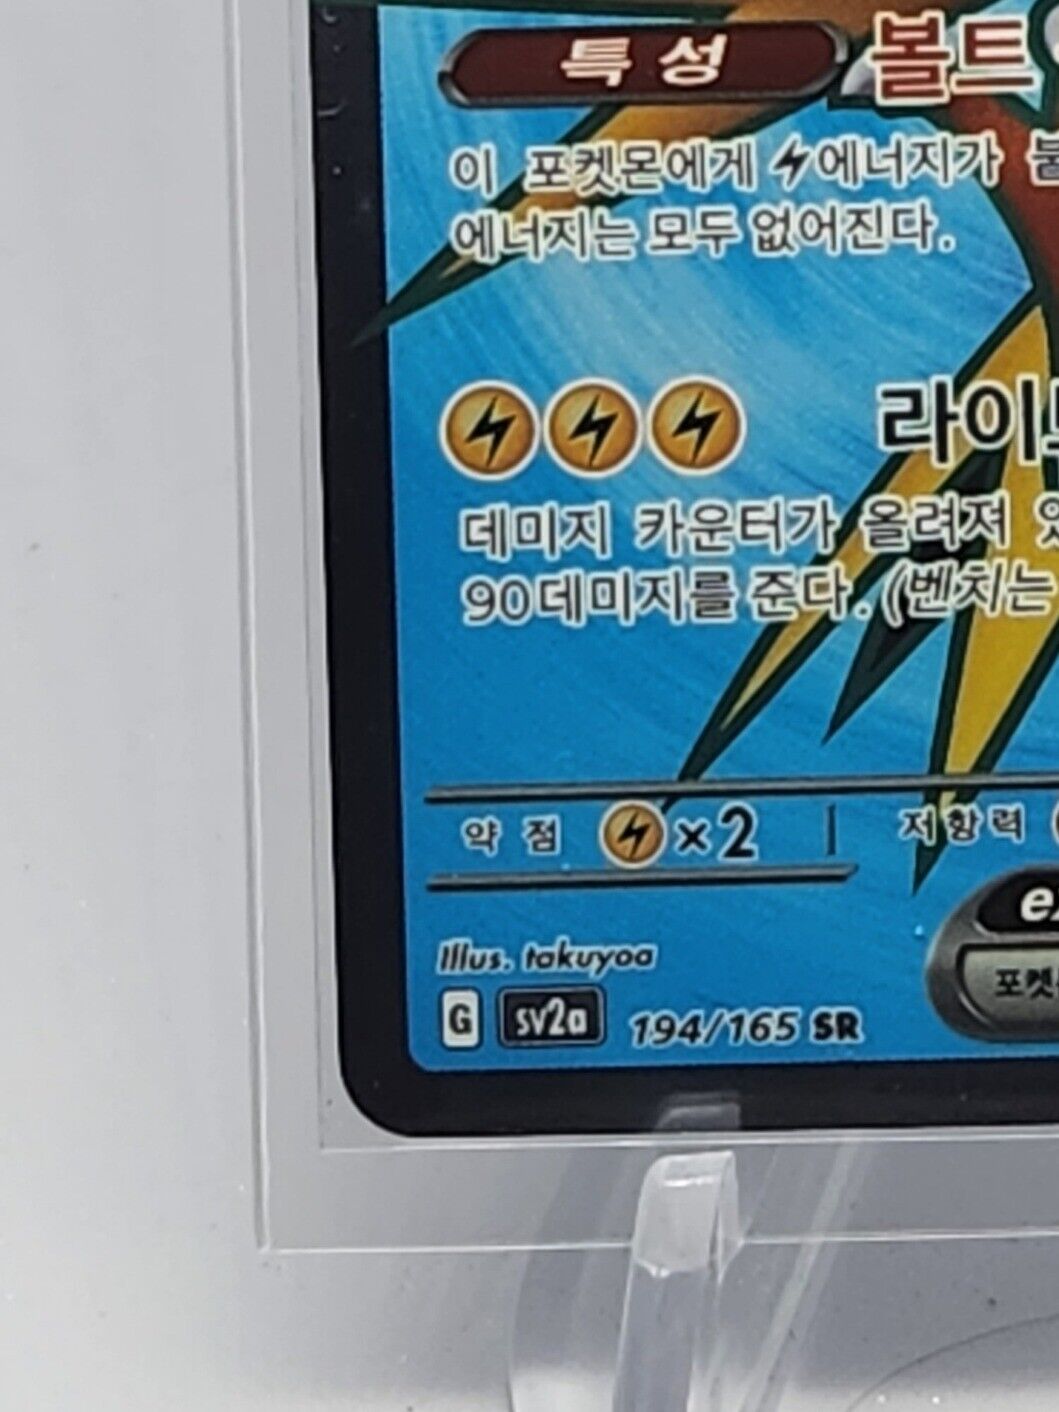 특성 볼트
이 포켓몬에게 에너지가
에너지는 모두 없어진다.
데미지 카운터가 올려져
90데미지를 준다. (벤치는
약점 ×2 저항력
Illus. takuyoa
G sv2a 194/165 SR